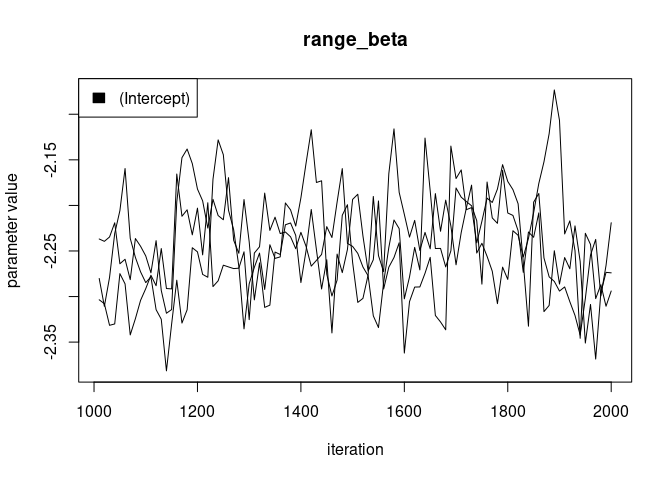 range_beta
(Intercept)
parameter value
-2.15
-2.25
-2.35
1000
1200
1400
1600
1800
2000
iteration